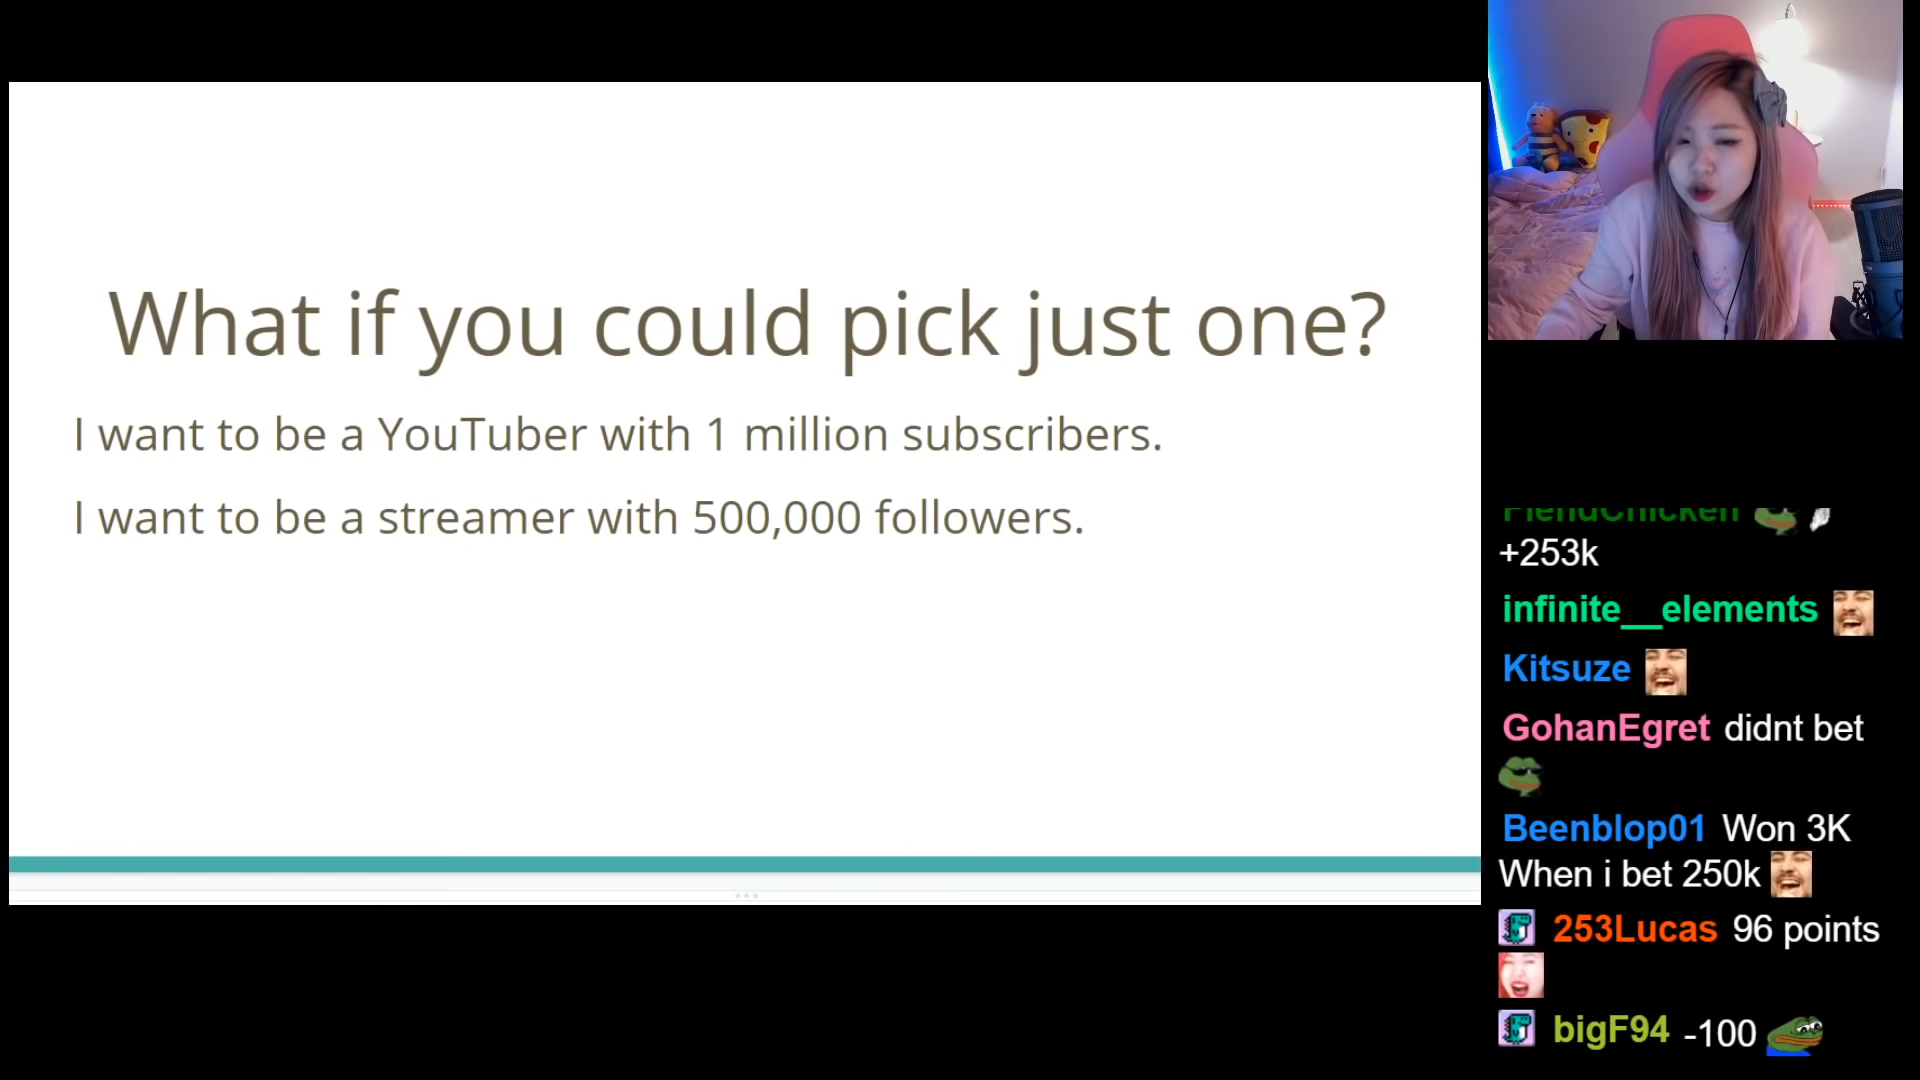 What if you could pick just one?
I want to be a YouTuber with 1 million subscribers.
I want to be a streamer with 500,000 followers.
FiendChicken
+253k
infinite__elements
Kitsuze
GohanEgret didnt bet
Beenblop01 Won 3K
When i bet 250k
253Lucas 96 points
bigF94 -100